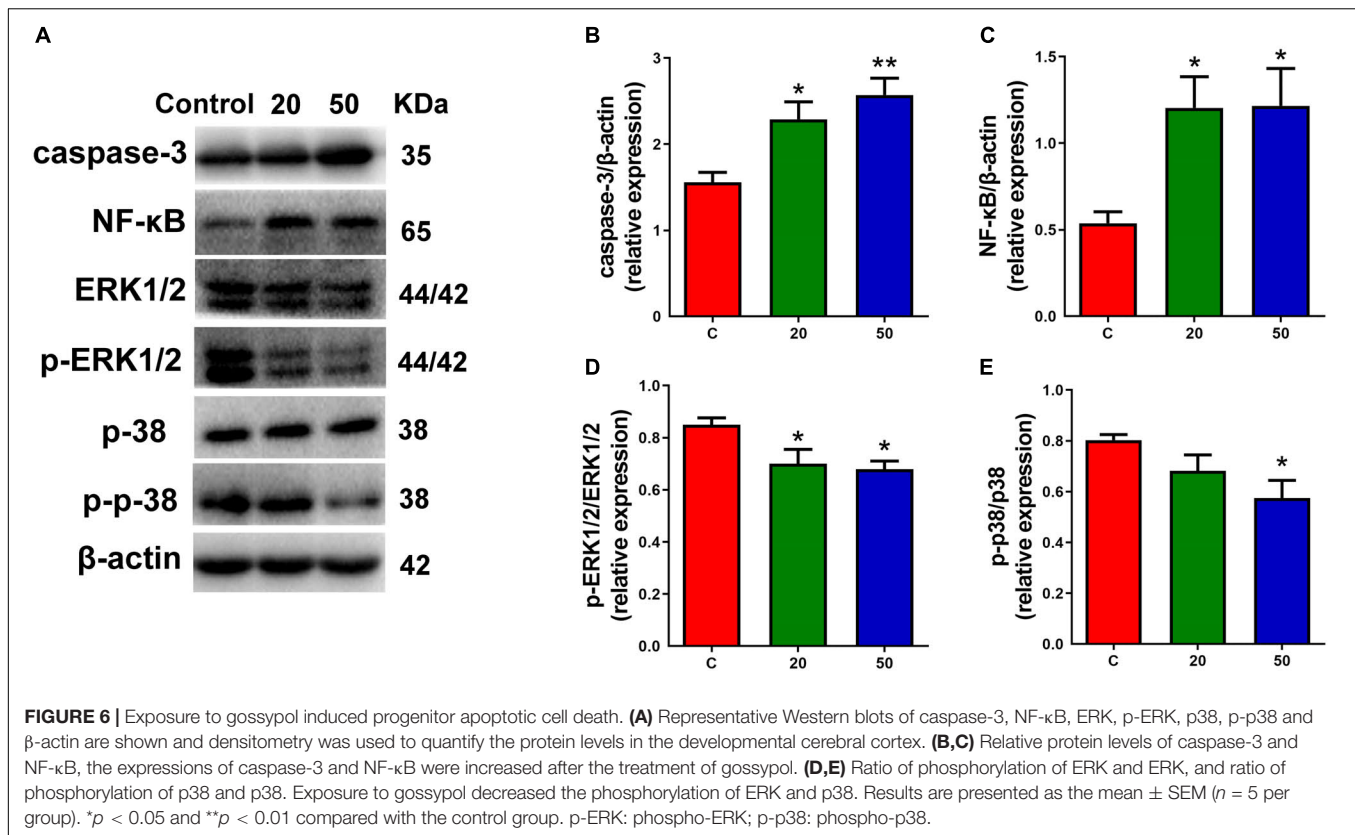 A
Control 20 50 KDa
caspase-3 35
NF-κB 65
ERK1/2 44/42
p-ERK1/2 44/42
p-38 38
p-p-38 38
β-actin 42
B
caspase-3/β-actin
(relative expression)
3
2
1
0
*
**
C 20 50
C
NF-κB/β-actin
(relative expression)
1.5
1.0
0.5
0.0
*
*
C 20 50
D
p-ERK1/2/ERK1/2
(relative expression)
1.0
0.8
0.6
0.4
0.2
0.0
*
*
C 20 50
E
p-p38/p38
(relative expression)
1.0
0.8
0.6
0.4
0.2
0.0
*
C 20 50
FIGURE 6 | Exposure to gossypol induced progenitor apoptotic cell death. (A) Representative Western blots of caspase-3, NF-κB, ERK, p-ERK, p38, p-p38 and
β-actin are shown and densitometry was used to quantify the protein levels in the developmental cerebral cortex. (B,C) Relative protein levels of caspase-3 and
NF-κB, the expressions of caspase-3 and NF-κB were increased after the treatment of gossypol. (D,E) Ratio of phosphorylation of ERK and ERK, and ratio of
phosphorylation of p38 and p38. Exposure to gossypol decreased the phosphorylation of ERK and p38. Results are presented as the mean ± SEM (n = 5 per
group). *p < 0.05 and **p < 0.01 compared with the control group. p-ERK: phospho-ERK; p-p38: phospho-p38.